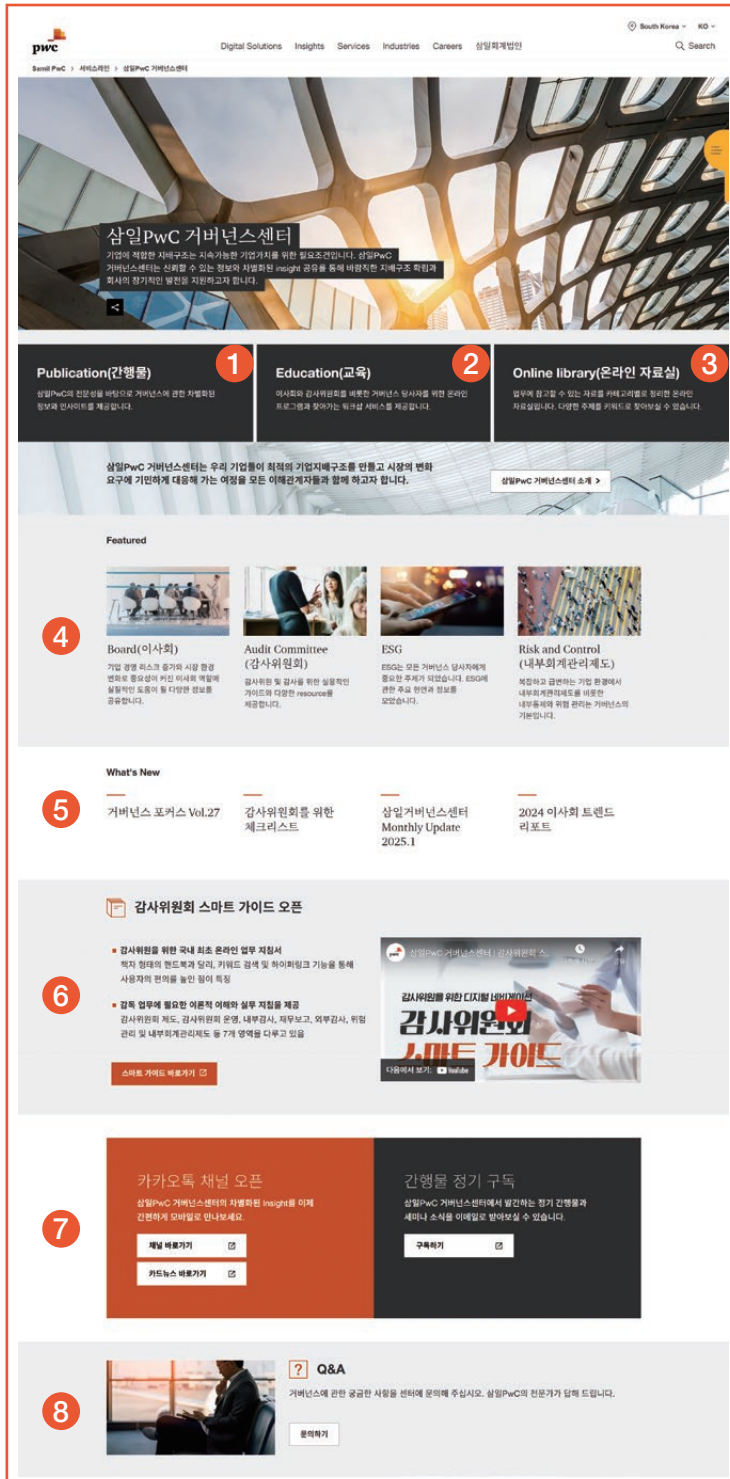 South Korea KO
pwc
Digital Solutions Insights Services Industries Careers 삼일회계법인
Search
Samil PwC > 서비스라인 > 삼일PwC 거버넌스센터
삼일PwC 거버넌스센터
기업에 적합한 지배구조는 지속가능한 기업가치를 위한 필요조건입니다. 삼일PwC
거버넌스센터는 신뢰할 수 있는 정보와 차별화된 insight 공유를 통해 바람직한 지배구조 확립과
회사의 장기적인 발전을 지원하고자 합니다.
Publication(간행물)
1
삼일PwC의 전문성을 바탕으로 거버넌스에 관한 차별화된
정보와 인사이트를 제공합니다.
Education(교육)
2
이사회와 감사위원회를 비롯한 거버넌스 당사자를 위한 온라인
프로그램과 찾아가는 워크샵 서비스를 제공합니다.
Online library(온라인 자료실)
3
업무에 참고할 수 있는 자료를 카테고리별로 정리한 온라인
자료실입니다. 다양한 주제를 키워드로 찾아보실 수 있습니다.
삼일PwC 거버넌스센터는 우리 기업들이 최적의 기업지배구조를 만들고 시장의 변화
요구에 기민하게 대응해 가는 여정을 모든 이해관계자들과 함께 하고자 합니다.
삼일PwC 거버넌스센터 소개 >
Featured
4
Board(이사회)
기업 경영 리스크 증가와 시장 환경
변화로 중요성이 커진 이사회 역할에
실질적인 도움이 될 다양한 정보를
공유합니다.
Audit Committee
(감사위원회)
감사위원 및 감사를 위한 실용적인
가이드와 다양한 resource를
제공합니다.
ESG
ESG는 모든 거버넌스 당사자에게
중요한 주제가 되었습니다. ESG에
관한 주요 현안과 정보를
모았습니다.
Risk and Control
(내부회계관리제도)
복잡하고 급변하는 기업 환경에서
내부회계관리제도를 비롯한
내부통제와 위험 관리는 거버넌스의
기본입니다.
What's New
5
거버넌스 포커스 Vol.27
감사위원회를 위한
체크리스트
삼일거버넌스센터
Monthly Update
2025.1
2024 이사회 트렌드
리포트
감사위원회 스마트 가이드 오픈
6
감사위원을 위한 국내 최초 온라인 업무 지침서
책자 형태의 핸드북과 달리, 키워드 검색 및 하이퍼링크 기능을 통해
사용자의 편의를 높인 점이 특징
감독 업무에 필요한 이론적 이해와 실무 지침을 제공
감사위원회 제도, 감사위원회 운영, 내부감사, 재무보고, 외부감사, 위험
관리 및 내부회계관리제도 등 7개 영역을 다루고 있음
스마트 가이드 바로가기
pwc
삼일PwC 거버넌스센터 | 감사위원회 스...
감사위원을 위한 디지털 네비게이션
감사위원회
스마트 가이드
다음에서 보기: YouTube
7
카카오톡 채널 오픈
삼일PwC 거버넌스센터의 차별화된 Insight를 이제
간편하게 모바일로 만나보세요.
채널 바로가기
카드뉴스 바로가기
간행물 정기 구독
삼일PwC 거버넌스센터에서 발간하는 정기 간행물과
세미나 소식을 이메일로 받아보실 수 있습니다.
구독하기
8
? Q&A
거버넌스에 관한 궁금한 사항을 센터에 문의해 주십시오. 삼일PwC의 전문가가 답해 드립니다.
문의하기